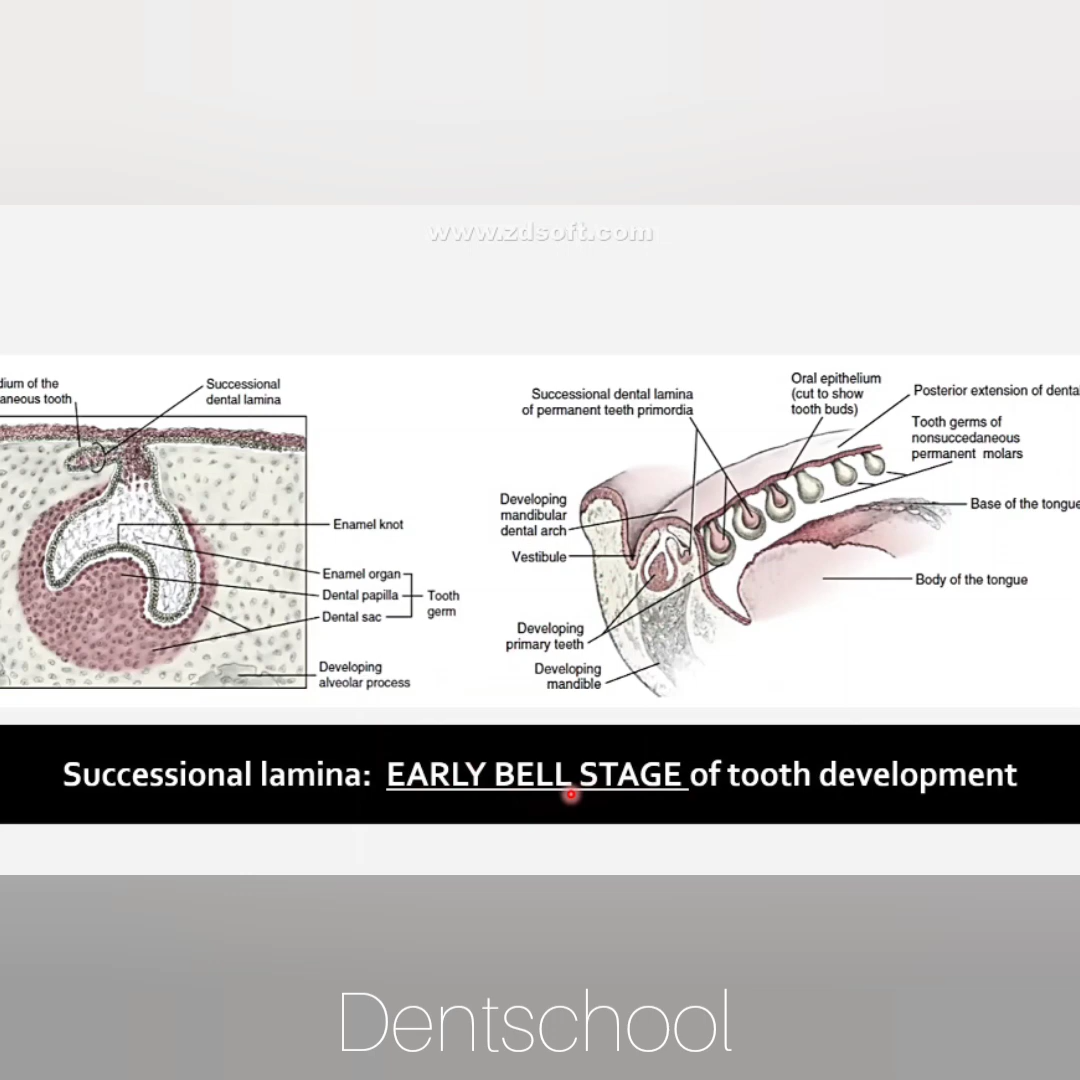 www.zdsoft.com
dium of the
aneous tooth
Successional
dental lamina
Enamel knot
Enamel organ
Dental papilla
Dental sac
Tooth
germ
Developing
alveolar process
Successional dental lamina
of permanent teeth primordia
Oral epithelium
(cut to show
tooth buds)
Posterior extension of dental
Tooth germs of
nonsuccedaneous
permanent molars
Developing
mandibular
dental arch
Vestibule
Base of the tongue
Body of the tongue
Developing
primary teeth
Developing
mandible
Successional lamina: EARLY BELL STAGE of tooth development
Dentschool